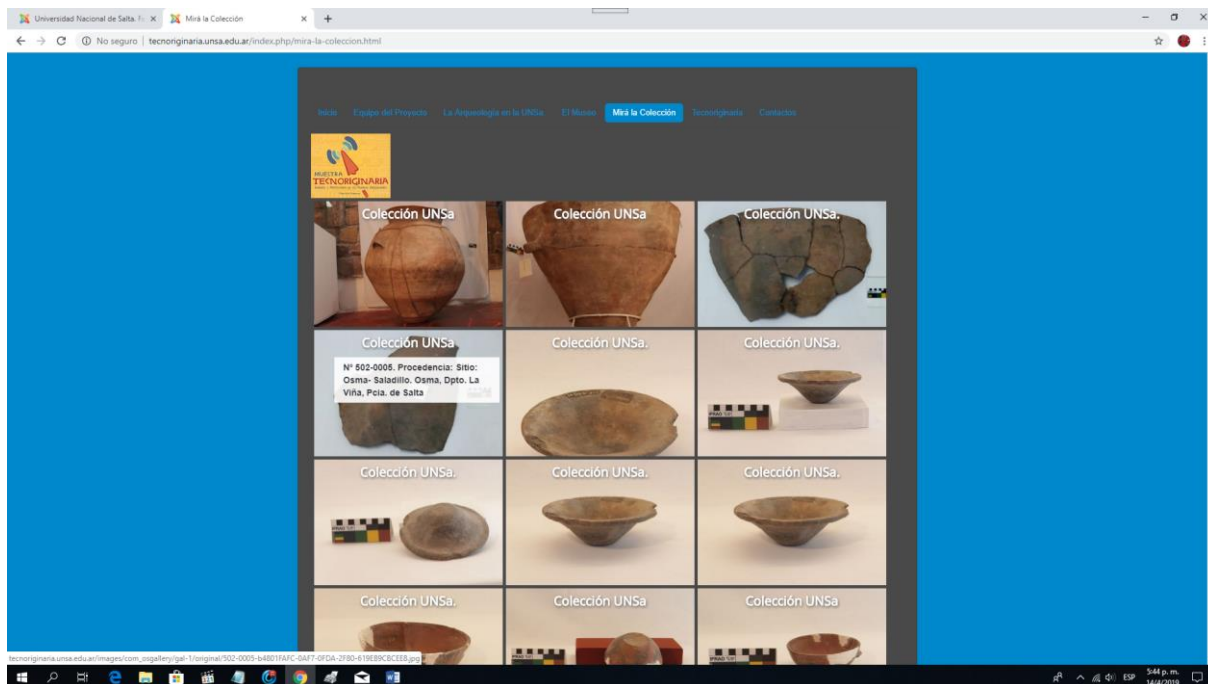 Universidad Nacional de Salta. F
Mirá la Colección
No seguro | tecnoriginaria.unsa.edu.ar/index.php/mira-la-coleccion.html
Inicio Equipo del Proyecto La Arqueología en la UNSa El Museo Mirá la Colección Tecnoriginaria Contactos
MUESTRA
TECNORIGINARIA
Colección UNSa Colección UNSa Colección UNSa.
Colección UNSa Colección UNSa. Colección UNSa.
Nº 502-0005. Procedencia: Sitio:
Osma- Saladillo. Osma, Dpto. La
Viña, Pcia. de Salta
Colección UNSa. Colección UNSa. Colección UNSa.
Colección UNSa. Colección UNSa Colección UNSa
tecnoriginaria.unsa.edu.ar/images/com_osgallery/gal-1/original/502-0005-b4801FAFC-0AF7-0FDA-2F80-619E89CBCEE8.jpg
ESP
5:44 p. m.
14/4/2019